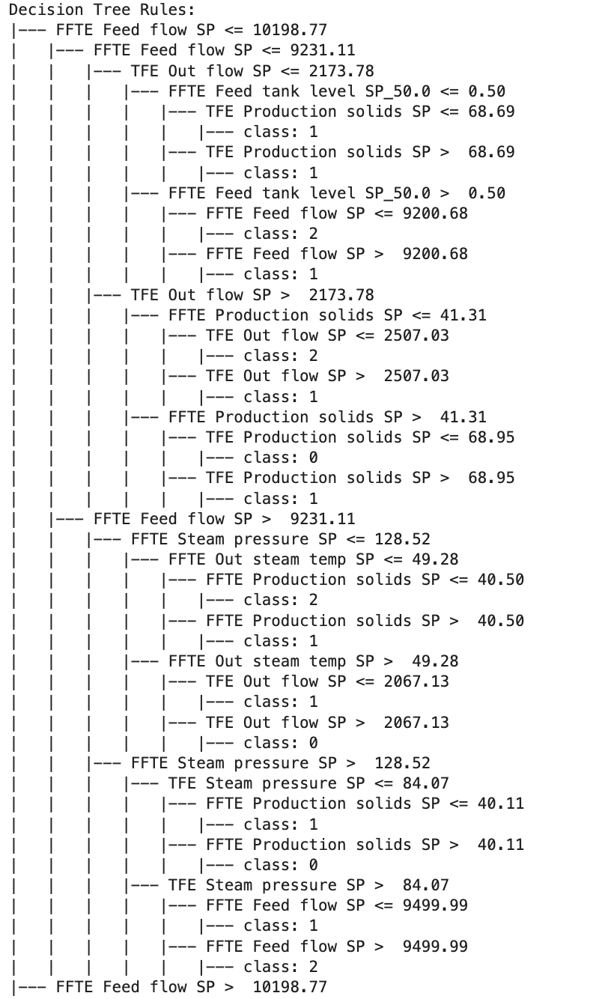 Decision Tree Rules:
|--- FFTE Feed flow SP <= 10198.77
|   |--- FFTE Feed flow SP <= 9231.11
|   |   |--- TFE Out flow SP <= 2173.78
|   |   |   |--- FFTE Feed tank level SP_50.0 <= 0.50
|   |   |   |   |--- TFE Production solids SP <= 68.69
|   |   |   |   |   |--- class: 1
|   |   |   |   |--- TFE Production solids SP >  68.69
|   |   |   |   |   |--- class: 1
|   |   |   |--- FFTE Feed tank level SP_50.0 >  0.50
|   |   |   |   |--- FFTE Feed flow SP <= 9200.68
|   |   |   |   |   |--- class: 2
|   |   |   |   |--- FFTE Feed flow SP >  9200.68
|   |   |   |   |   |--- class: 1
|   |   |--- TFE Out flow SP >  2173.78
|   |   |   |--- FFTE Production solids SP <= 41.31
|   |   |   |   |--- TFE Out flow SP <= 2507.03
|   |   |   |   |   |--- class: 2
|   |   |   |   |--- TFE Out flow SP >  2507.03
|   |   |   |   |   |--- class: 1
|   |   |   |--- FFTE Production solids SP >  41.31
|   |   |   |   |--- TFE Production solids SP <= 68.95
|   |   |   |   |   |--- class: 0
|   |   |   |   |--- TFE Production solids SP >  68.95
|   |   |   |   |   |--- class: 1
|   |--- FFTE Feed flow SP >  9231.11
|   |   |--- FFTE Steam pressure SP <= 128.52
|   |   |   |--- FFTE Out steam temp SP <= 49.28
|   |   |   |   |--- FFTE Production solids SP <= 40.50
|   |   |   |   |   |--- class: 2
|   |   |   |   |--- FFTE Production solids SP >  40.50
|   |   |   |   |   |--- class: 1
|   |   |   |--- FFTE Out steam temp SP >  49.28
|   |   |   |   |--- TFE Out flow SP <= 2067.13
|   |   |   |   |   |--- class: 1
|   |   |   |   |--- TFE Out flow SP >  2067.13
|   |   |   |   |   |--- class: 0
|   |   |--- FFTE Steam pressure SP >  128.52
|   |   |   |--- TFE Steam pressure SP <= 84.07
|   |   |   |   |--- FFTE Production solids SP <= 40.11
|   |   |   |   |   |--- class: 1
|   |   |   |   |--- FFTE Production solids SP >  40.11
|   |   |   |   |   |--- class: 0
|   |   |   |--- TFE Steam pressure SP >  84.07
|   |   |   |   |--- FFTE Feed flow SP <= 9499.99
|   |   |   |   |   |--- class: 1
|   |   |   |   |--- FFTE Feed flow SP >  9499.99
|   |   |   |   |   |--- class: 2
|--- FFTE Feed flow SP >  10198.77